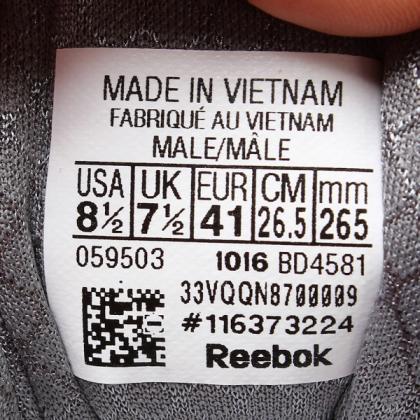 MADE IN VIETNAM
FABRIQUÉ AU VIETNAM
MALE/MÂLE
USA UK EUR CM mm
8½ 7½ 41 26.5 265
059503 1016 BD4581
33VQQN8700009
#116373224
Reebok